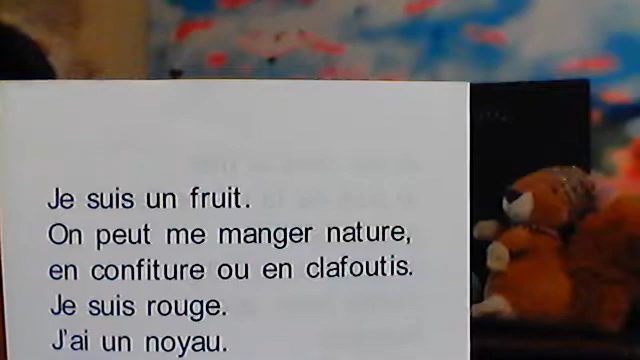 Je suis un fruit.
On peut me manger nature,
en confiture ou en clafoutis.
Je suis rouge.
J'ai un noyau.